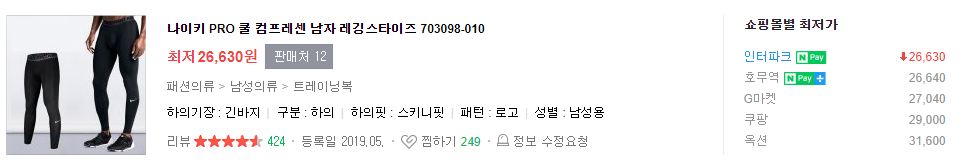 나이키 PRO 쿨 컴프레센 남자 레깅스타이즈 703098-010
최저 26,630원 판매처 12
패션의류 > 남성의류 > 트레이닝복
하의기장 : 긴바지 | 구분 : 하의 | 하의핏 : 스키니핏 | 패턴 : 로고 | 성별 : 남성용
리뷰 ★★★★★ 424 · 등록일 2019.05. · 찜하기 249 · 정보 수정요청
쇼핑몰별 최저가
인터파크 N Pay 26,630
호무역 N Pay + 26,640
G마켓 27,040
쿠팡 29,000
옥션 31,600